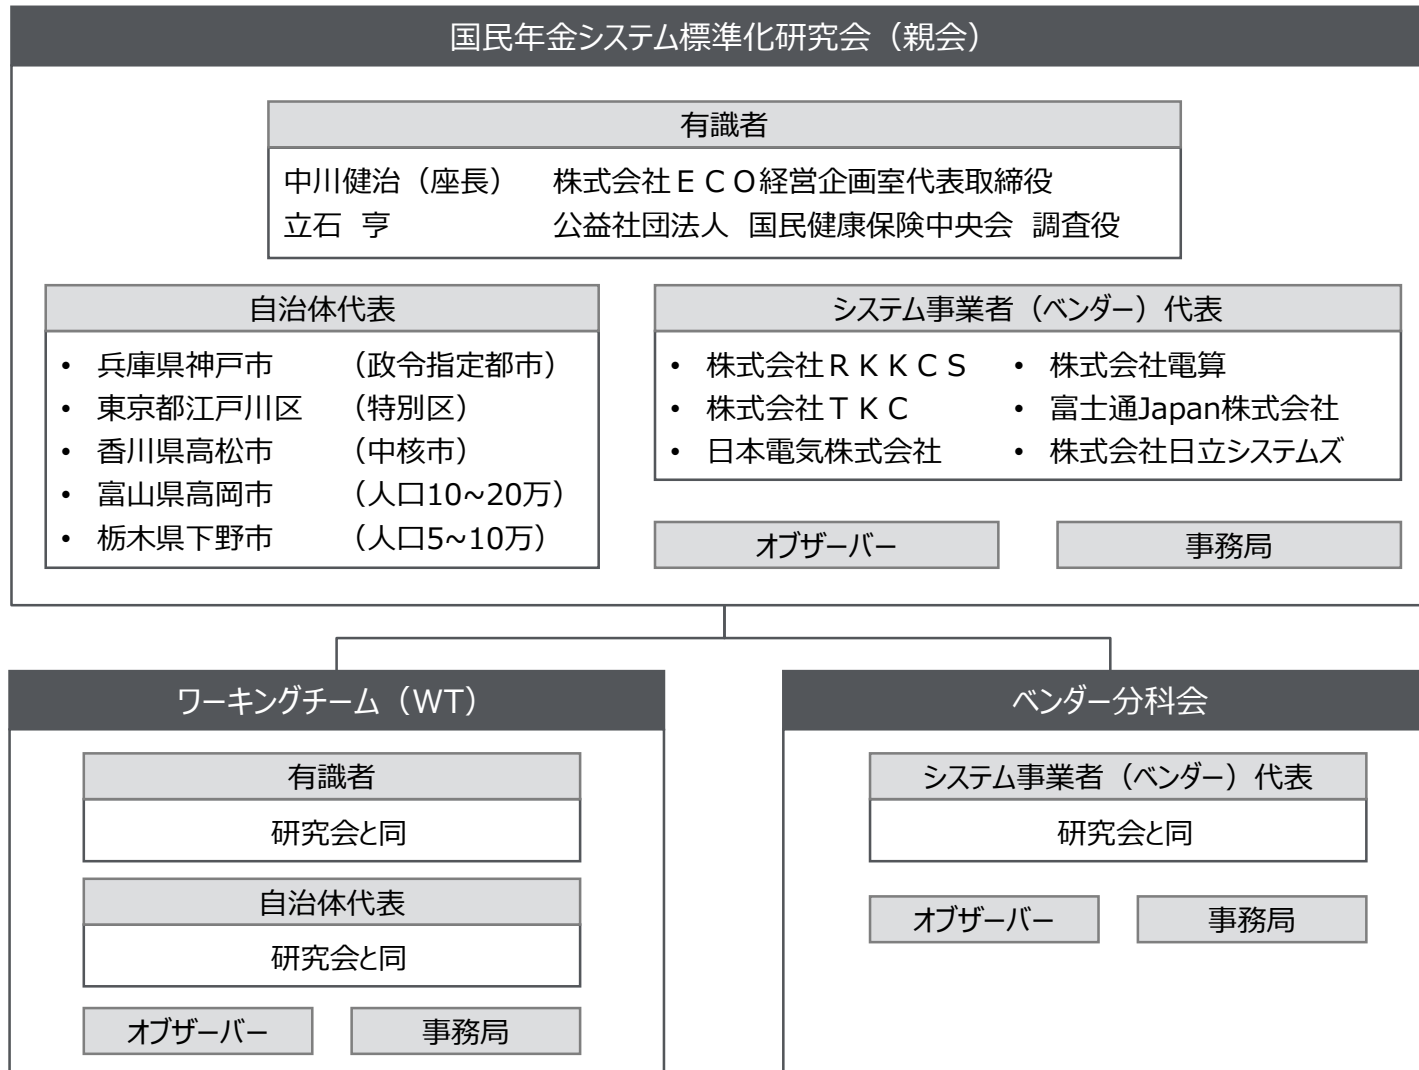 国民年金システム標準化研究会（親会）
有識者
中川健治（座長） 株式会社ＥＣＯ経営企画室代表取締役
立石 亨 公益社団法人 国民健康保険中央会 調査役
自治体代表
• 兵庫県神戸市 （政令指定都市）
• 東京都江戸川区 （特別区）
• 香川県高松市 （中核市）
• 富山県高岡市 （人口10~20万）
• 栃木県下野市 （人口5~10万）
システム事業者（ベンダー）代表
• 株式会社ＲＫＫＣＳ • 株式会社電算
• 株式会社ＴＫＣ • 富士通Japan株式会社
• 日本電気株式会社 • 株式会社日立システムズ
オブザーバー 事務局
ワーキングチーム（WT）
有識者
研究会と同
自治体代表
研究会と同
オブザーバー 事務局
ベンダー分科会
システム事業者（ベンダー）代表
研究会と同
オブザーバー 事務局